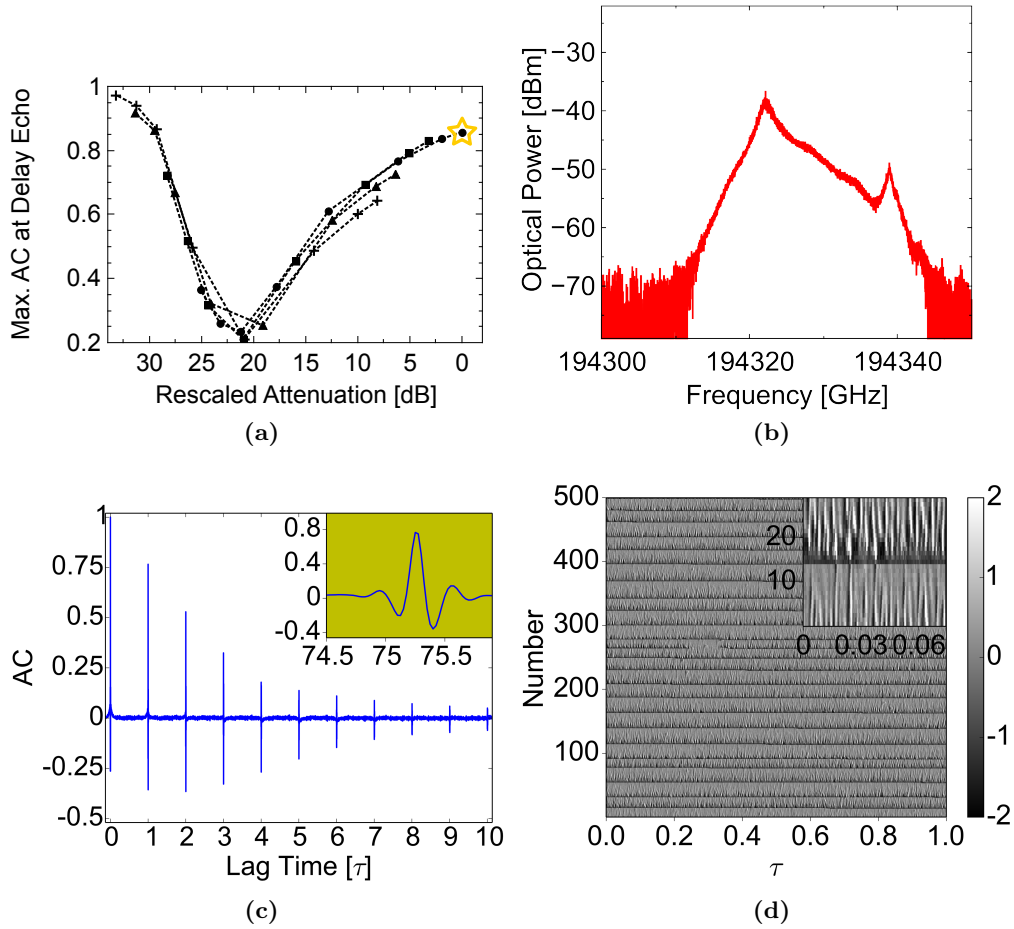 Max. AC at Delay Echo
1
0.8
0.6
0.4
0.2
30 25 20 15 10 5 0
Rescaled Attenuation [dB]
(a)
Optical Power [dBm]
−30
−40
−50
−60
−70
194300 194320 194340
Frequency [GHz]
(b)
AC
1
0.75
0.5
0.25
0
-0.25
-0.5
0.8
0.4
0
-0.4
74.5 75 75.5
0 1 2 3 4 5 6 7 8 9 10
Lag Time [τ]
(c)
Number
500
400
300
200
100
20
10
0 0.03 0.06
0.0 0.2 0.4 0.6 0.8 1.0
τ
2
1
0
-1
-2
(d)